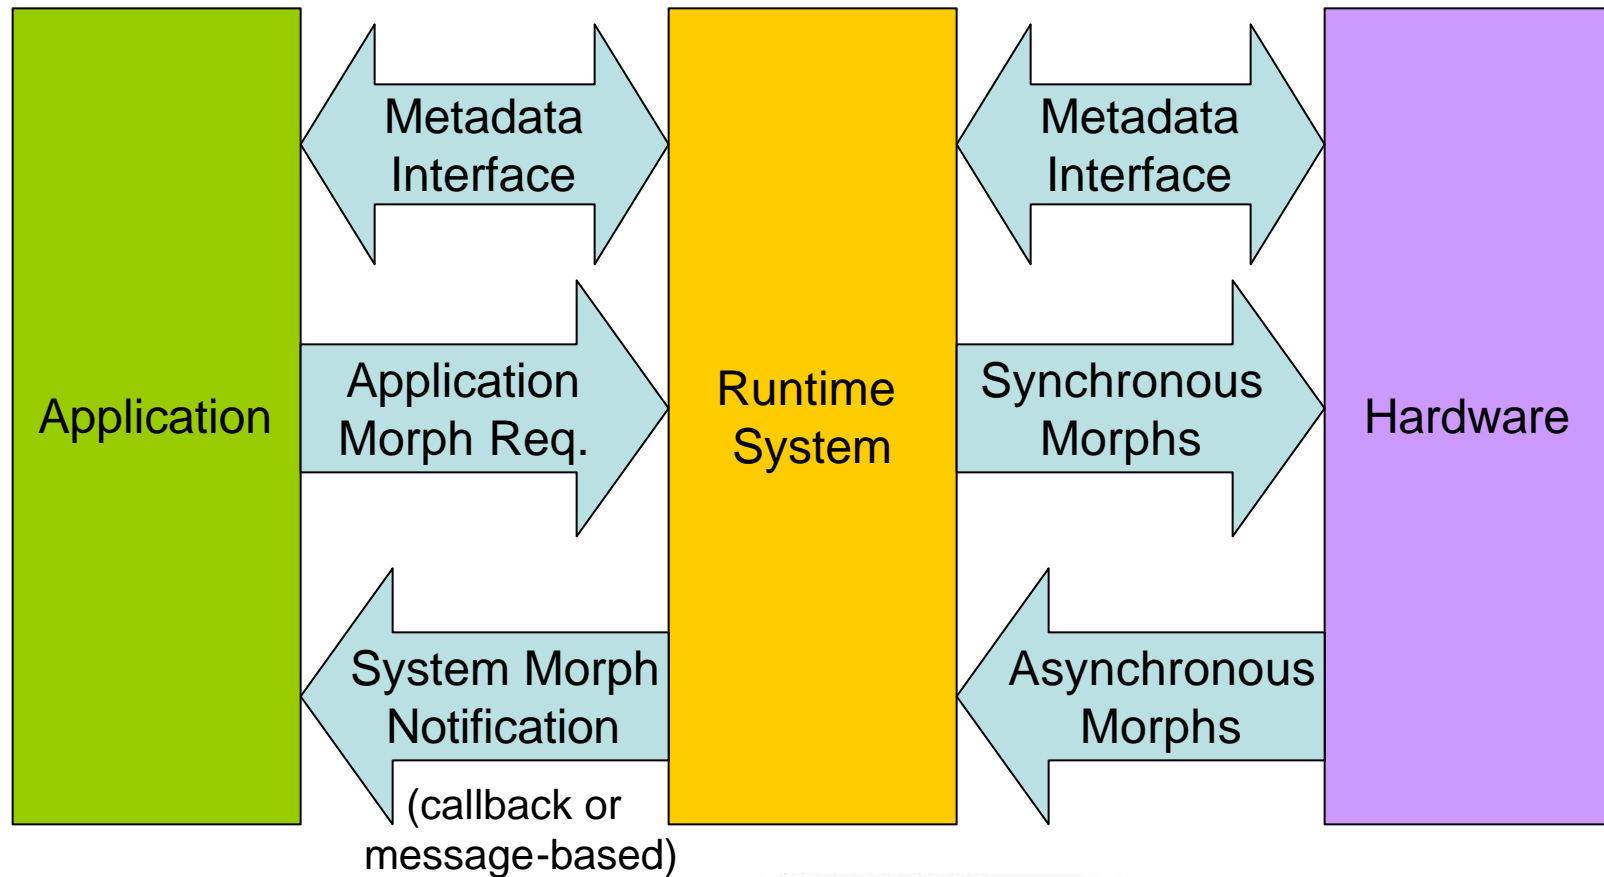 Metadata
Interface
Metadata
Interface
Application
Application
Morph Req.
Runtime
System
Synchronous
Morphs
Hardware
System Morph
Notification
(callback or
message-based)
Asynchronous
Morphs